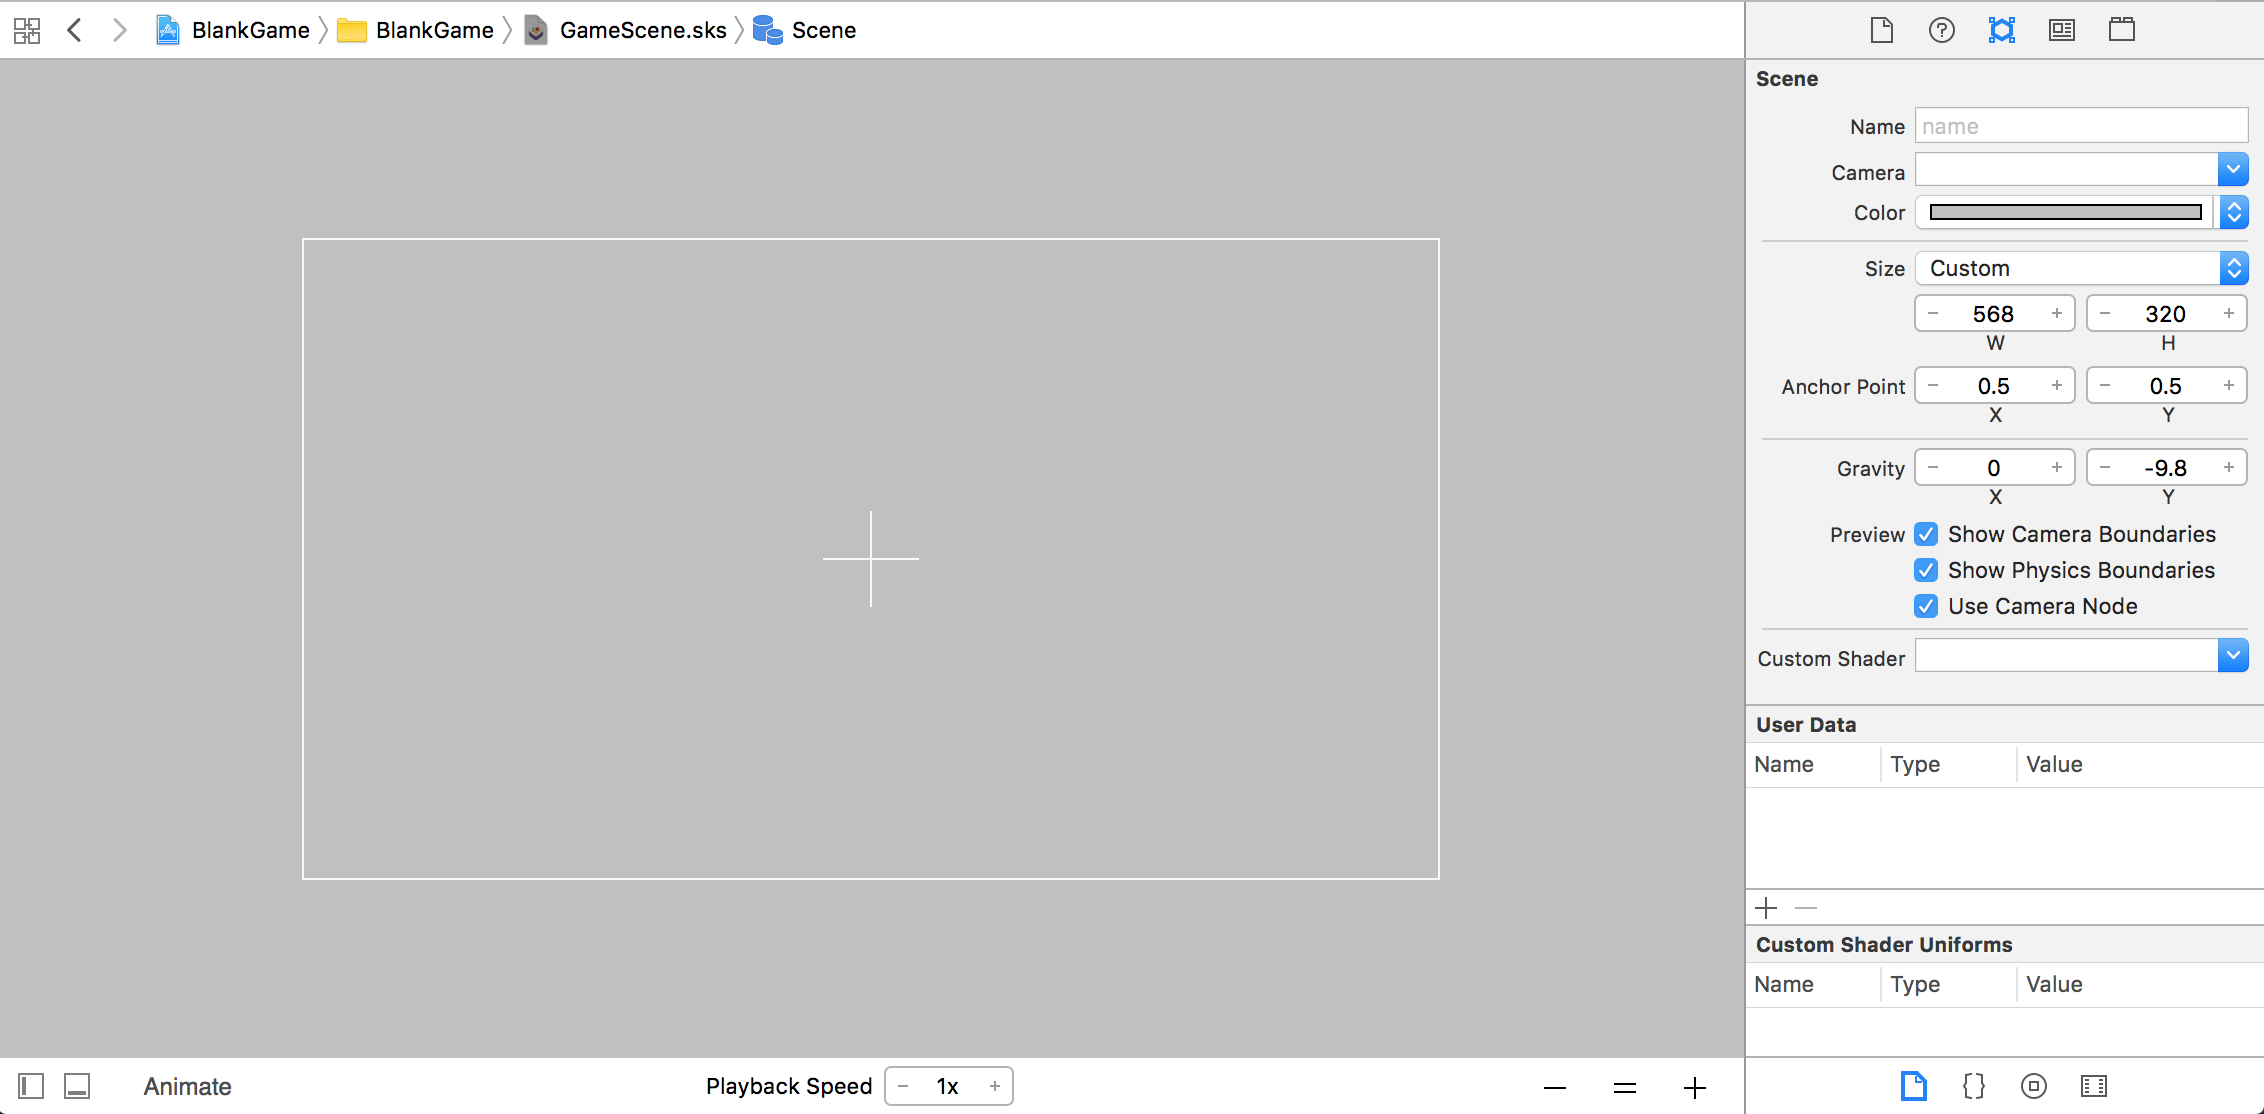 BlankGame BlankGame GameScene.sks Scene
Scene
Name name
Camera
Color
Size Custom
568 320
W H
Anchor Point 0.5 0.5
X Y
Gravity 0 -9.8
X Y
Preview Show Camera Boundaries
Show Physics Boundaries
Use Camera Node
Custom Shader
User Data
Name Type Value
Custom Shader Uniforms
Name Type Value
Animate Playback Speed 1x